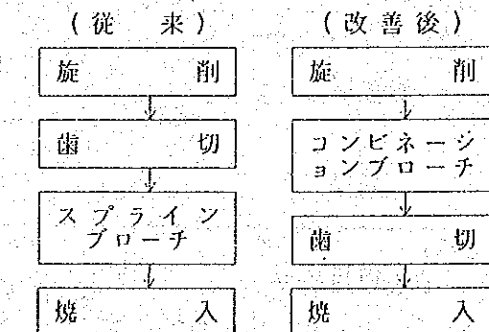 (従 来)
旋 削
歯 切
スプライン
ブローチ
焼 入
(改善後)
旋 削
コンビネーシ
ョンブローチ
歯 切
焼 入